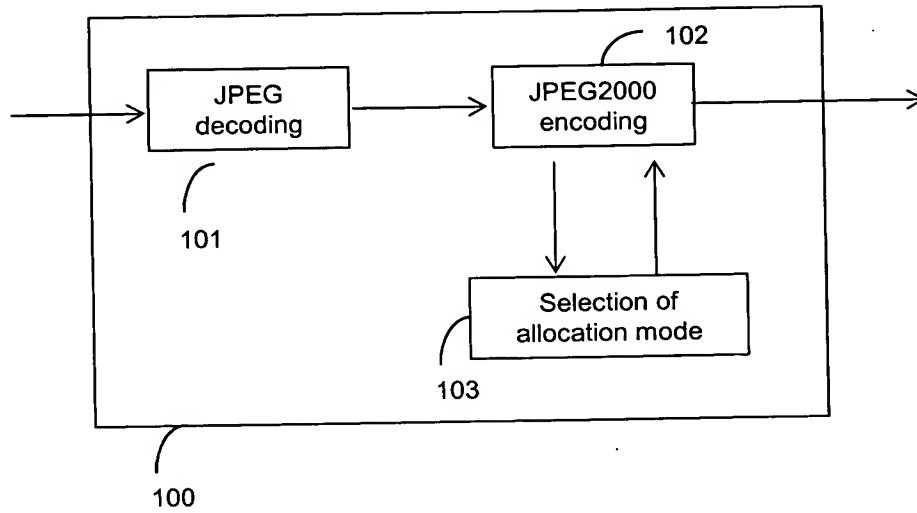 102
JPEG
decoding
JPEG2000
encoding
101
Selection of
allocation mode
103
100